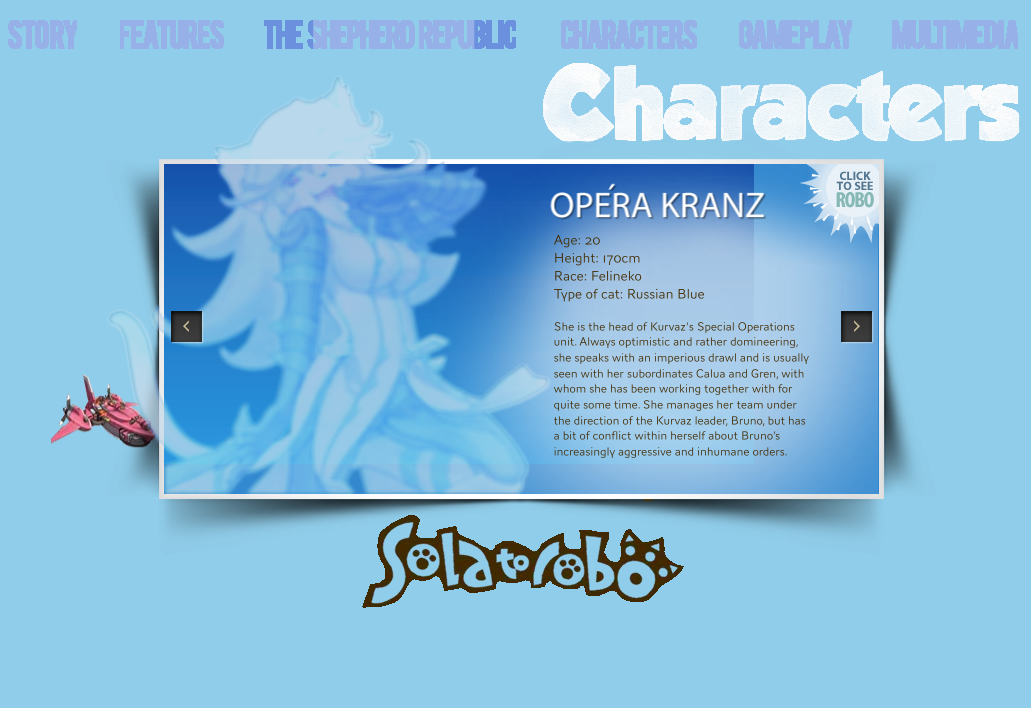 STORY FEATURES THE SHEPHERD REPUBLIC CHARACTERS GAMEPLAY MULTIMEDIA
Characters
CLICK
TO SEE
ROBO
OPÉRA KRANZ
Age: 20
Height: 170cm
Race: Felineko
Type of cat: Russian Blue
She is the head of Kurvaz's Special Operations
unit. Always optimistic and rather domineering,
she speaks with an imperious drawl and is usually
seen with her subordinates Calua and Gren, with
whom she has been working together with for
quite some time. She manages her team under
the direction of the Kurvaz leader, Bruno, but has
a bit of conflict within herself about Bruno's
increasingly aggressive and inhumane orders.
Solatorobo